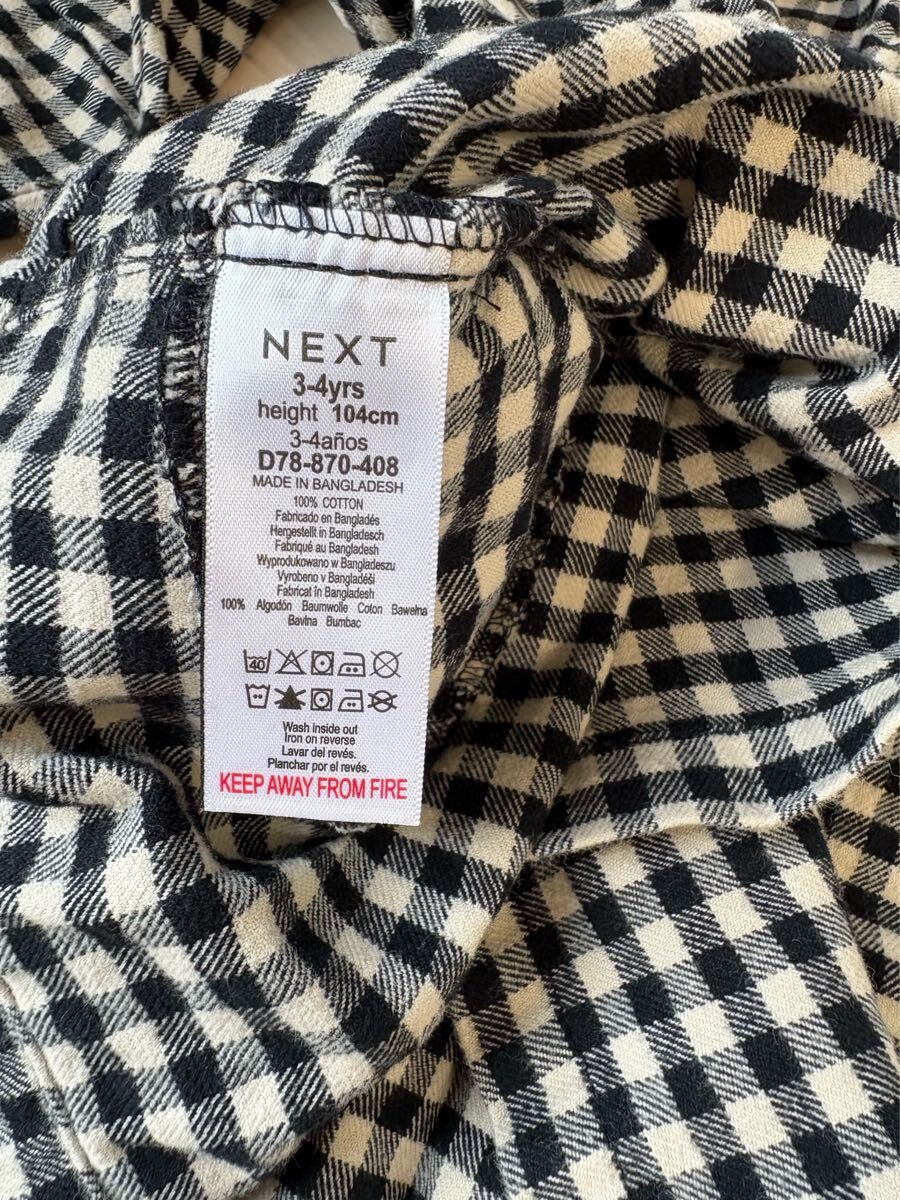 NEXT
3-4yrs
height 104cm
3-4años
D78-870-408
MADE IN BANGLADESH
100% COTTON
Fabricado en Bangladés
Hergestellt in Bangladesch
Fabriqué au Bangladesh
Wyprodukowano w Bangladeszu
Vyrobeno v Bangladéši
Fabricat în Bangladesh
100% Algodón Baumwolle Coton Bawełna
Bavlna Bumbac
40
Wash inside out
Iron on reverse
Lavar del revés.
Planchar por el revés.
KEEP AWAY FROM FIRE